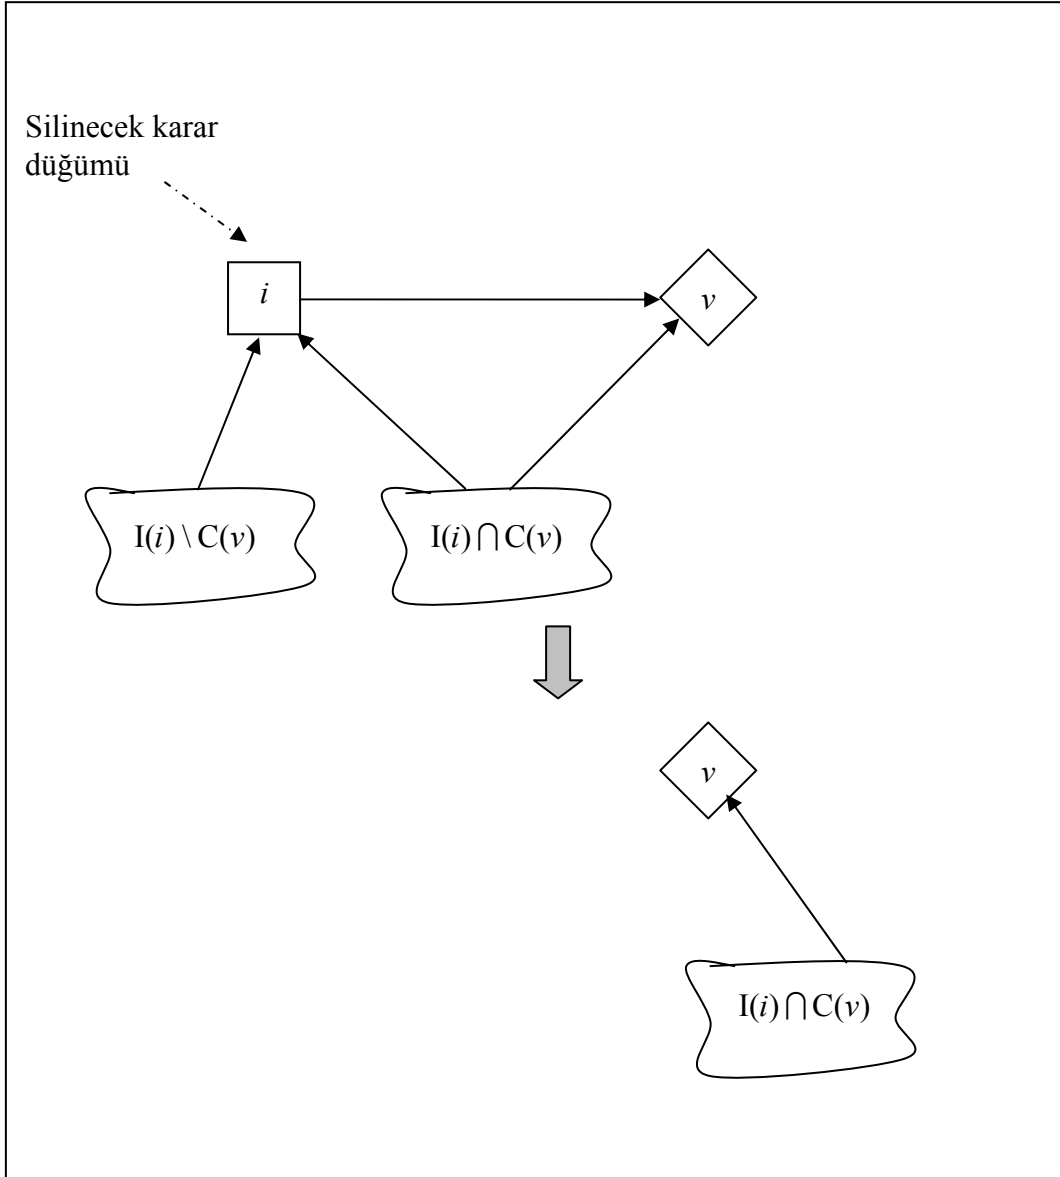 Silinecek karar
düğümü
i
v
I(i) \ C(v)
I(i) ⋂ C(v)
v
I(i) ⋂ C(v)